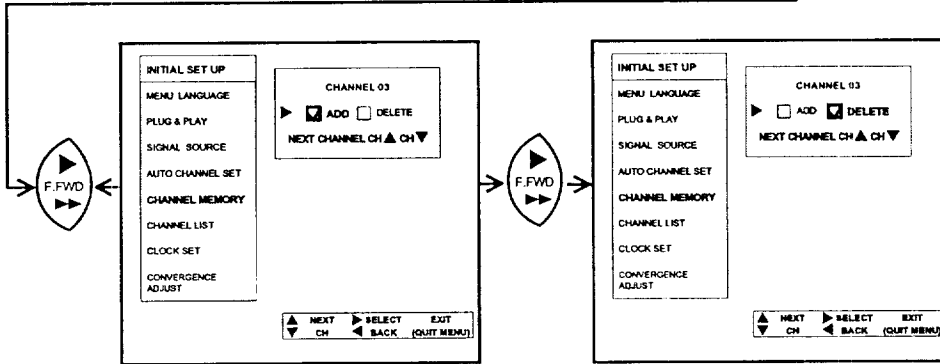 F.FWD
INITIAL SET UP
MENU LANGUAGE
PLUG & PLAY
SIGNAL SOURCE
AUTO CHANNEL SET
CHANNEL MEMORY
CHANNEL LIST
CLOCK SET
CONVERGENCE
ADJUST
CHANNEL 03
▶ ☑ ADD ☐ DELETE
NEXT CHANNEL CH ▲ CH ▼
▲ NEXT ▶ SELECT EXIT
▼ CH ◀ BACK (QUIT MENU)
F.FWD
INITIAL SET UP
MENU LANGUAGE
PLUG & PLAY
SIGNAL SOURCE
AUTO CHANNEL SET
CHANNEL MEMORY
CHANNEL LIST
CLOCK SET
CONVERGENCE
ADJUST
CHANNEL 03
▶ ☐ ADD ☑ DELETE
NEXT CHANNEL CH ▲ CH ▼
▲ NEXT ▶ SELECT EXIT
▼ CH ◀ BACK (QUIT MENU)